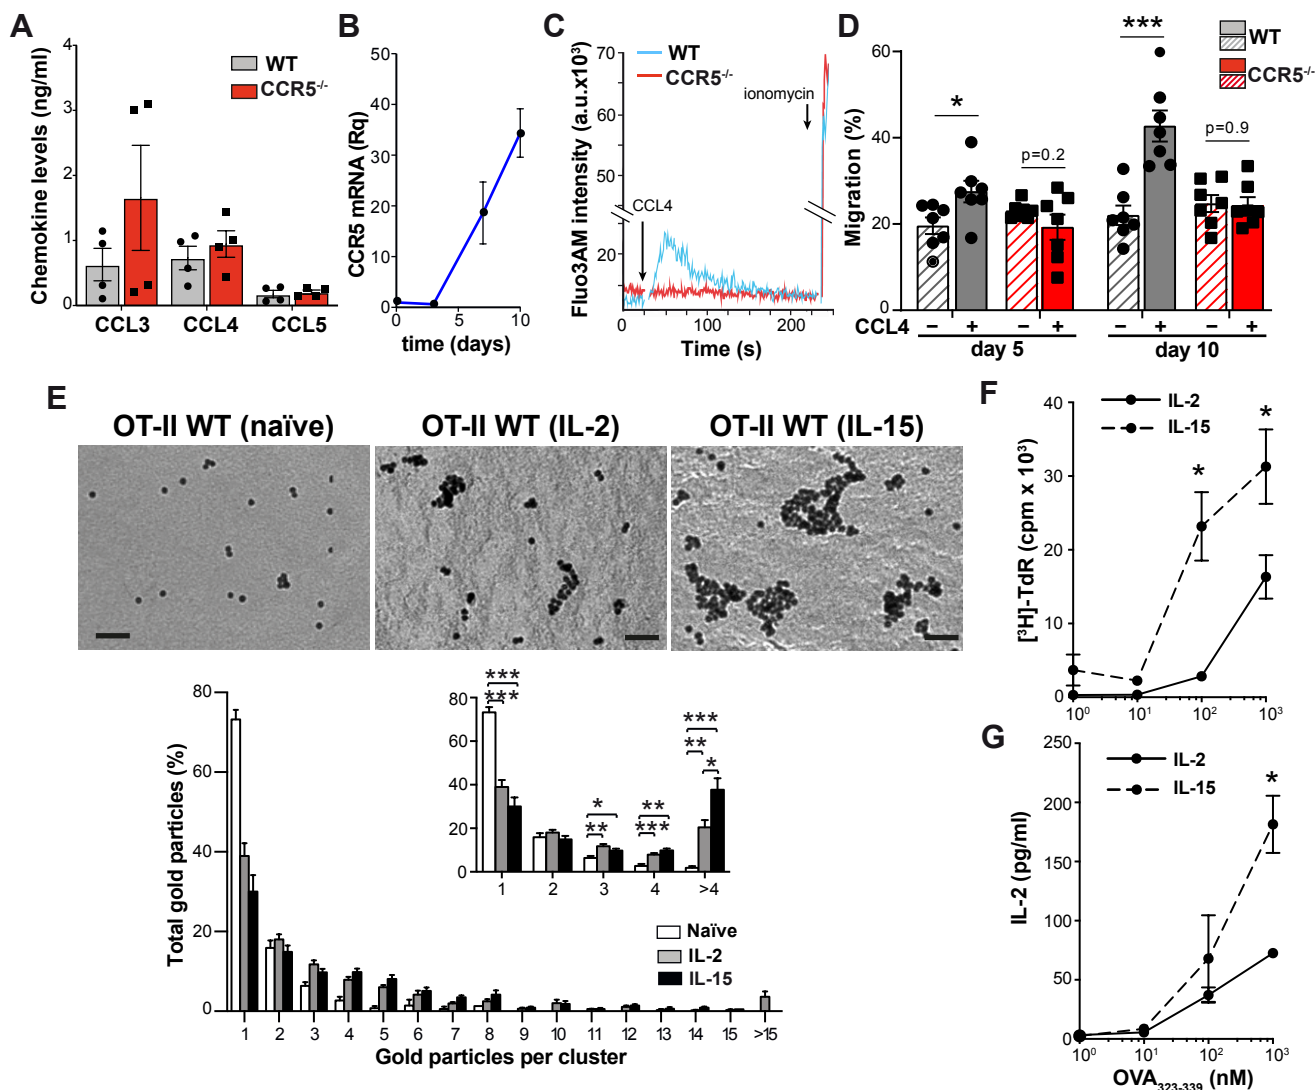 A
Chemokine levels (ng/ml)
4
3
2
1
0
WT
CCR5-/-
CCL3
CCL4
CCL5
B
CCR5 mRNA (Rq)
50
40
30
20
10
0
0
5
10
time (days)
C
Fluo3AM intensity (a.u.x10³)
70
60
50
20
10
WT
CCR5-/-
ionomycin
CCL4
0
100
200
Time (s)
D
Migration (%)
60
40
20
0
*
p=0.2
***
p=0.9
WT
CCR5-/-
CCL4 − + − + − + − +
day 5
day 10
E
OT-II WT (naïve)
OT-II WT (IL-2)
OT-II WT (IL-15)
Total gold particles (%)
80
60
40
20
0
80
60
40
20
0
***
***
*
**
**
***
***
**
*
1 2 3 4 >4
Naïve
IL-2
IL-15
1 2 3 4 5 6 7 8 9 10 11 12 13 14 15 >15
Gold particles per cluster
F
[³H]-TdR (cpm x 10³)
40
30
20
10
0
IL-2
IL-15
*
*
10⁰ 10¹ 10² 10³
G
IL-2 (pg/ml)
250
200
150
100
50
0
IL-2
IL-15
*
10⁰ 10¹ 10² 10³
OVA323-339 (nM)